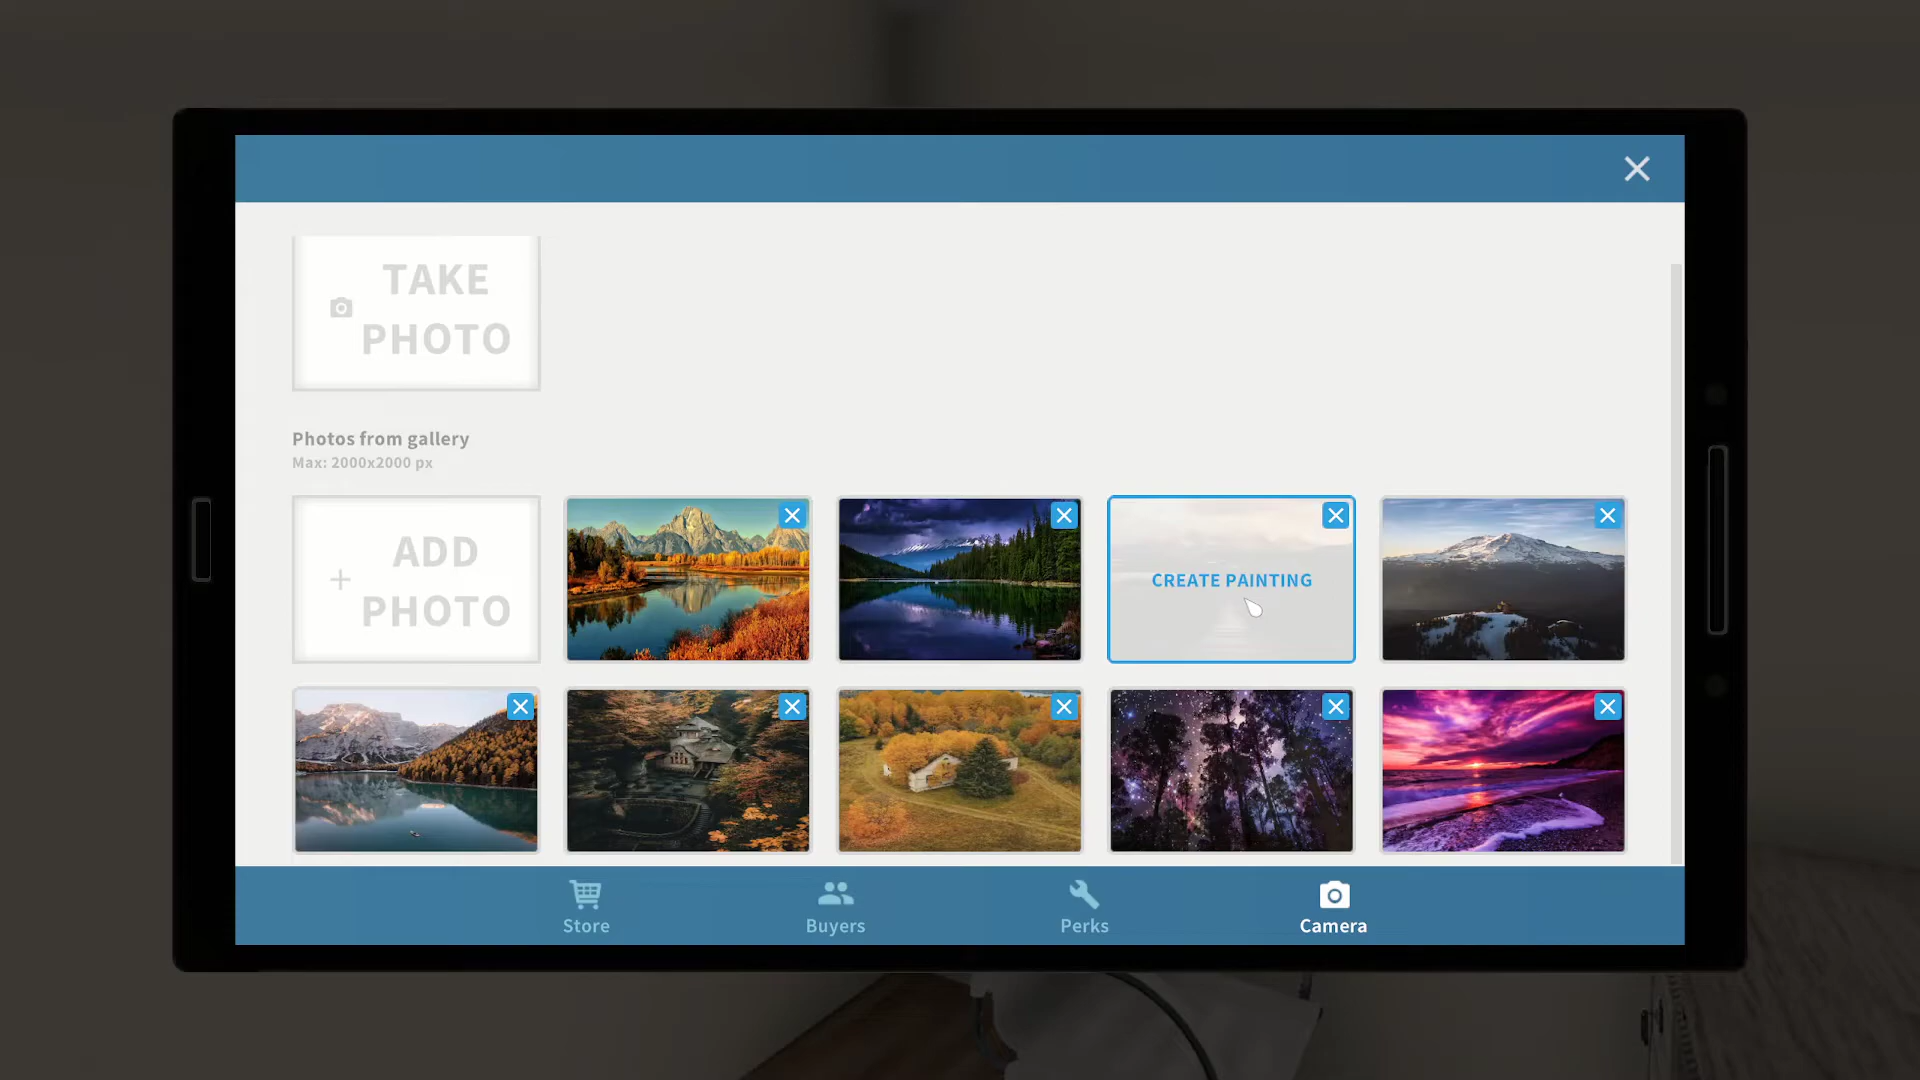 TAKE
PHOTO
Photos from gallery
Max: 2000x2000 px
ADD
PHOTO
CREATE PAINTING
Store
Buyers
Perks
Camera